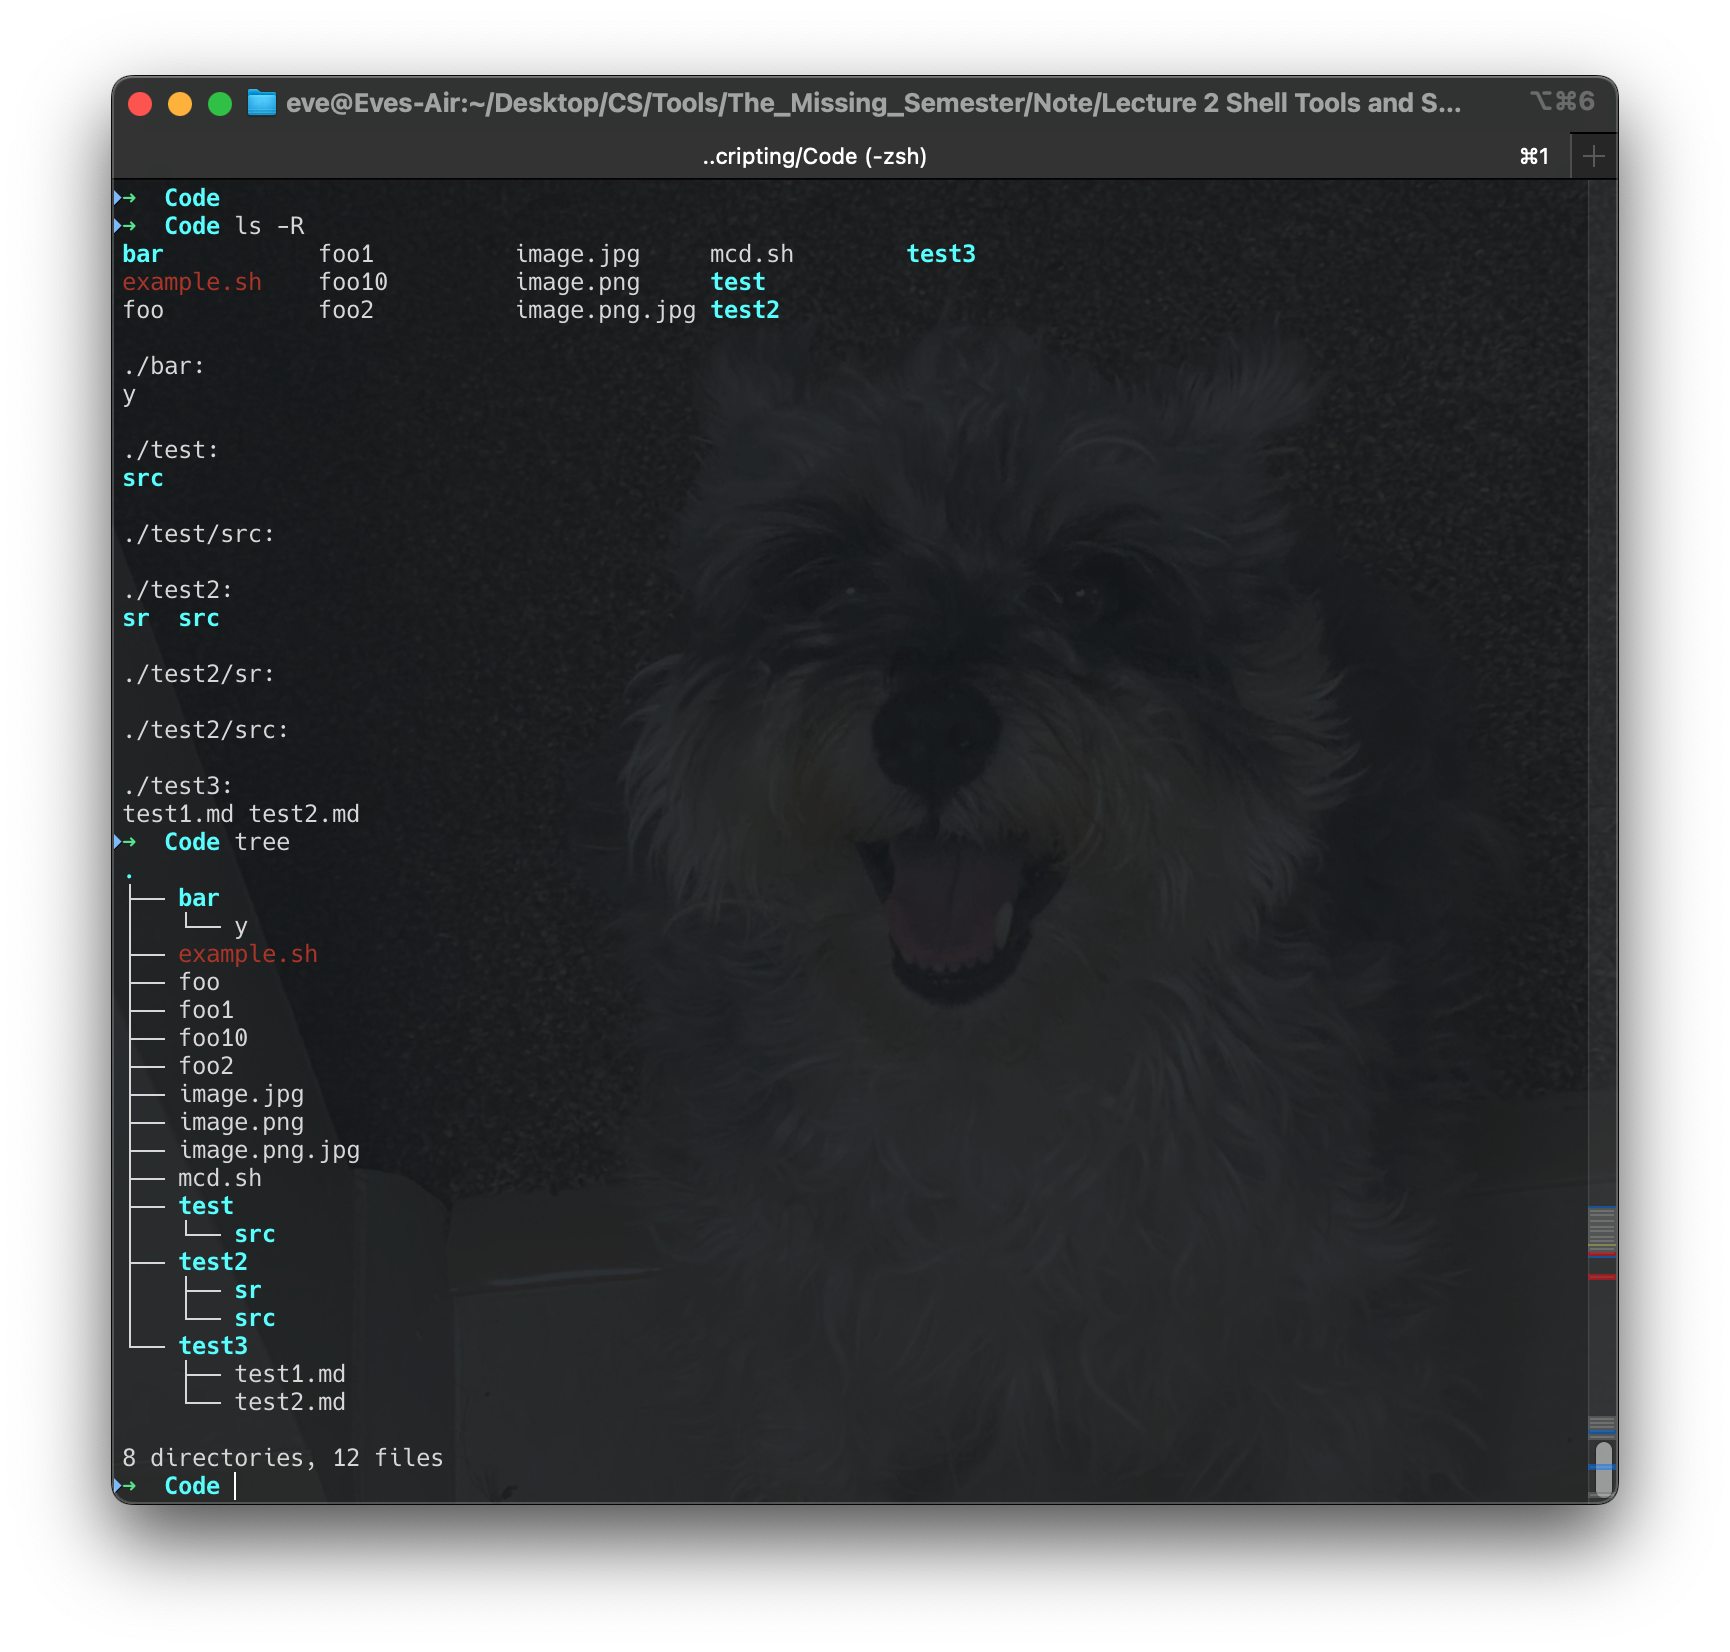 eve@Eves-Air:~/Desktop/CS/Tools/The_Missing_Semester/Note/Lecture 2 Shell Tools and S... ⌥⌘6
..cripting/Code (-zsh) ⌘1
➜ Code
➜ Code ls -R
bar foo1 image.jpg mcd.sh test3
example.sh foo10 image.png test
foo foo2 image.png.jpg test2
./bar:
y
./test:
src
./test/src:
./test2:
sr src
./test2/sr:
./test2/src:
./test3:
test1.md test2.md
➜ Code tree
.
├── bar
│   └── y
├── example.sh
├── foo
├── foo1
├── foo10
├── foo2
├── image.jpg
├── image.png
├── image.png.jpg
├── mcd.sh
├── test
│   └── src
├── test2
│   ├── sr
│   └── src
└── test3
    ├── test1.md
    └── test2.md
8 directories, 12 files
➜ Code